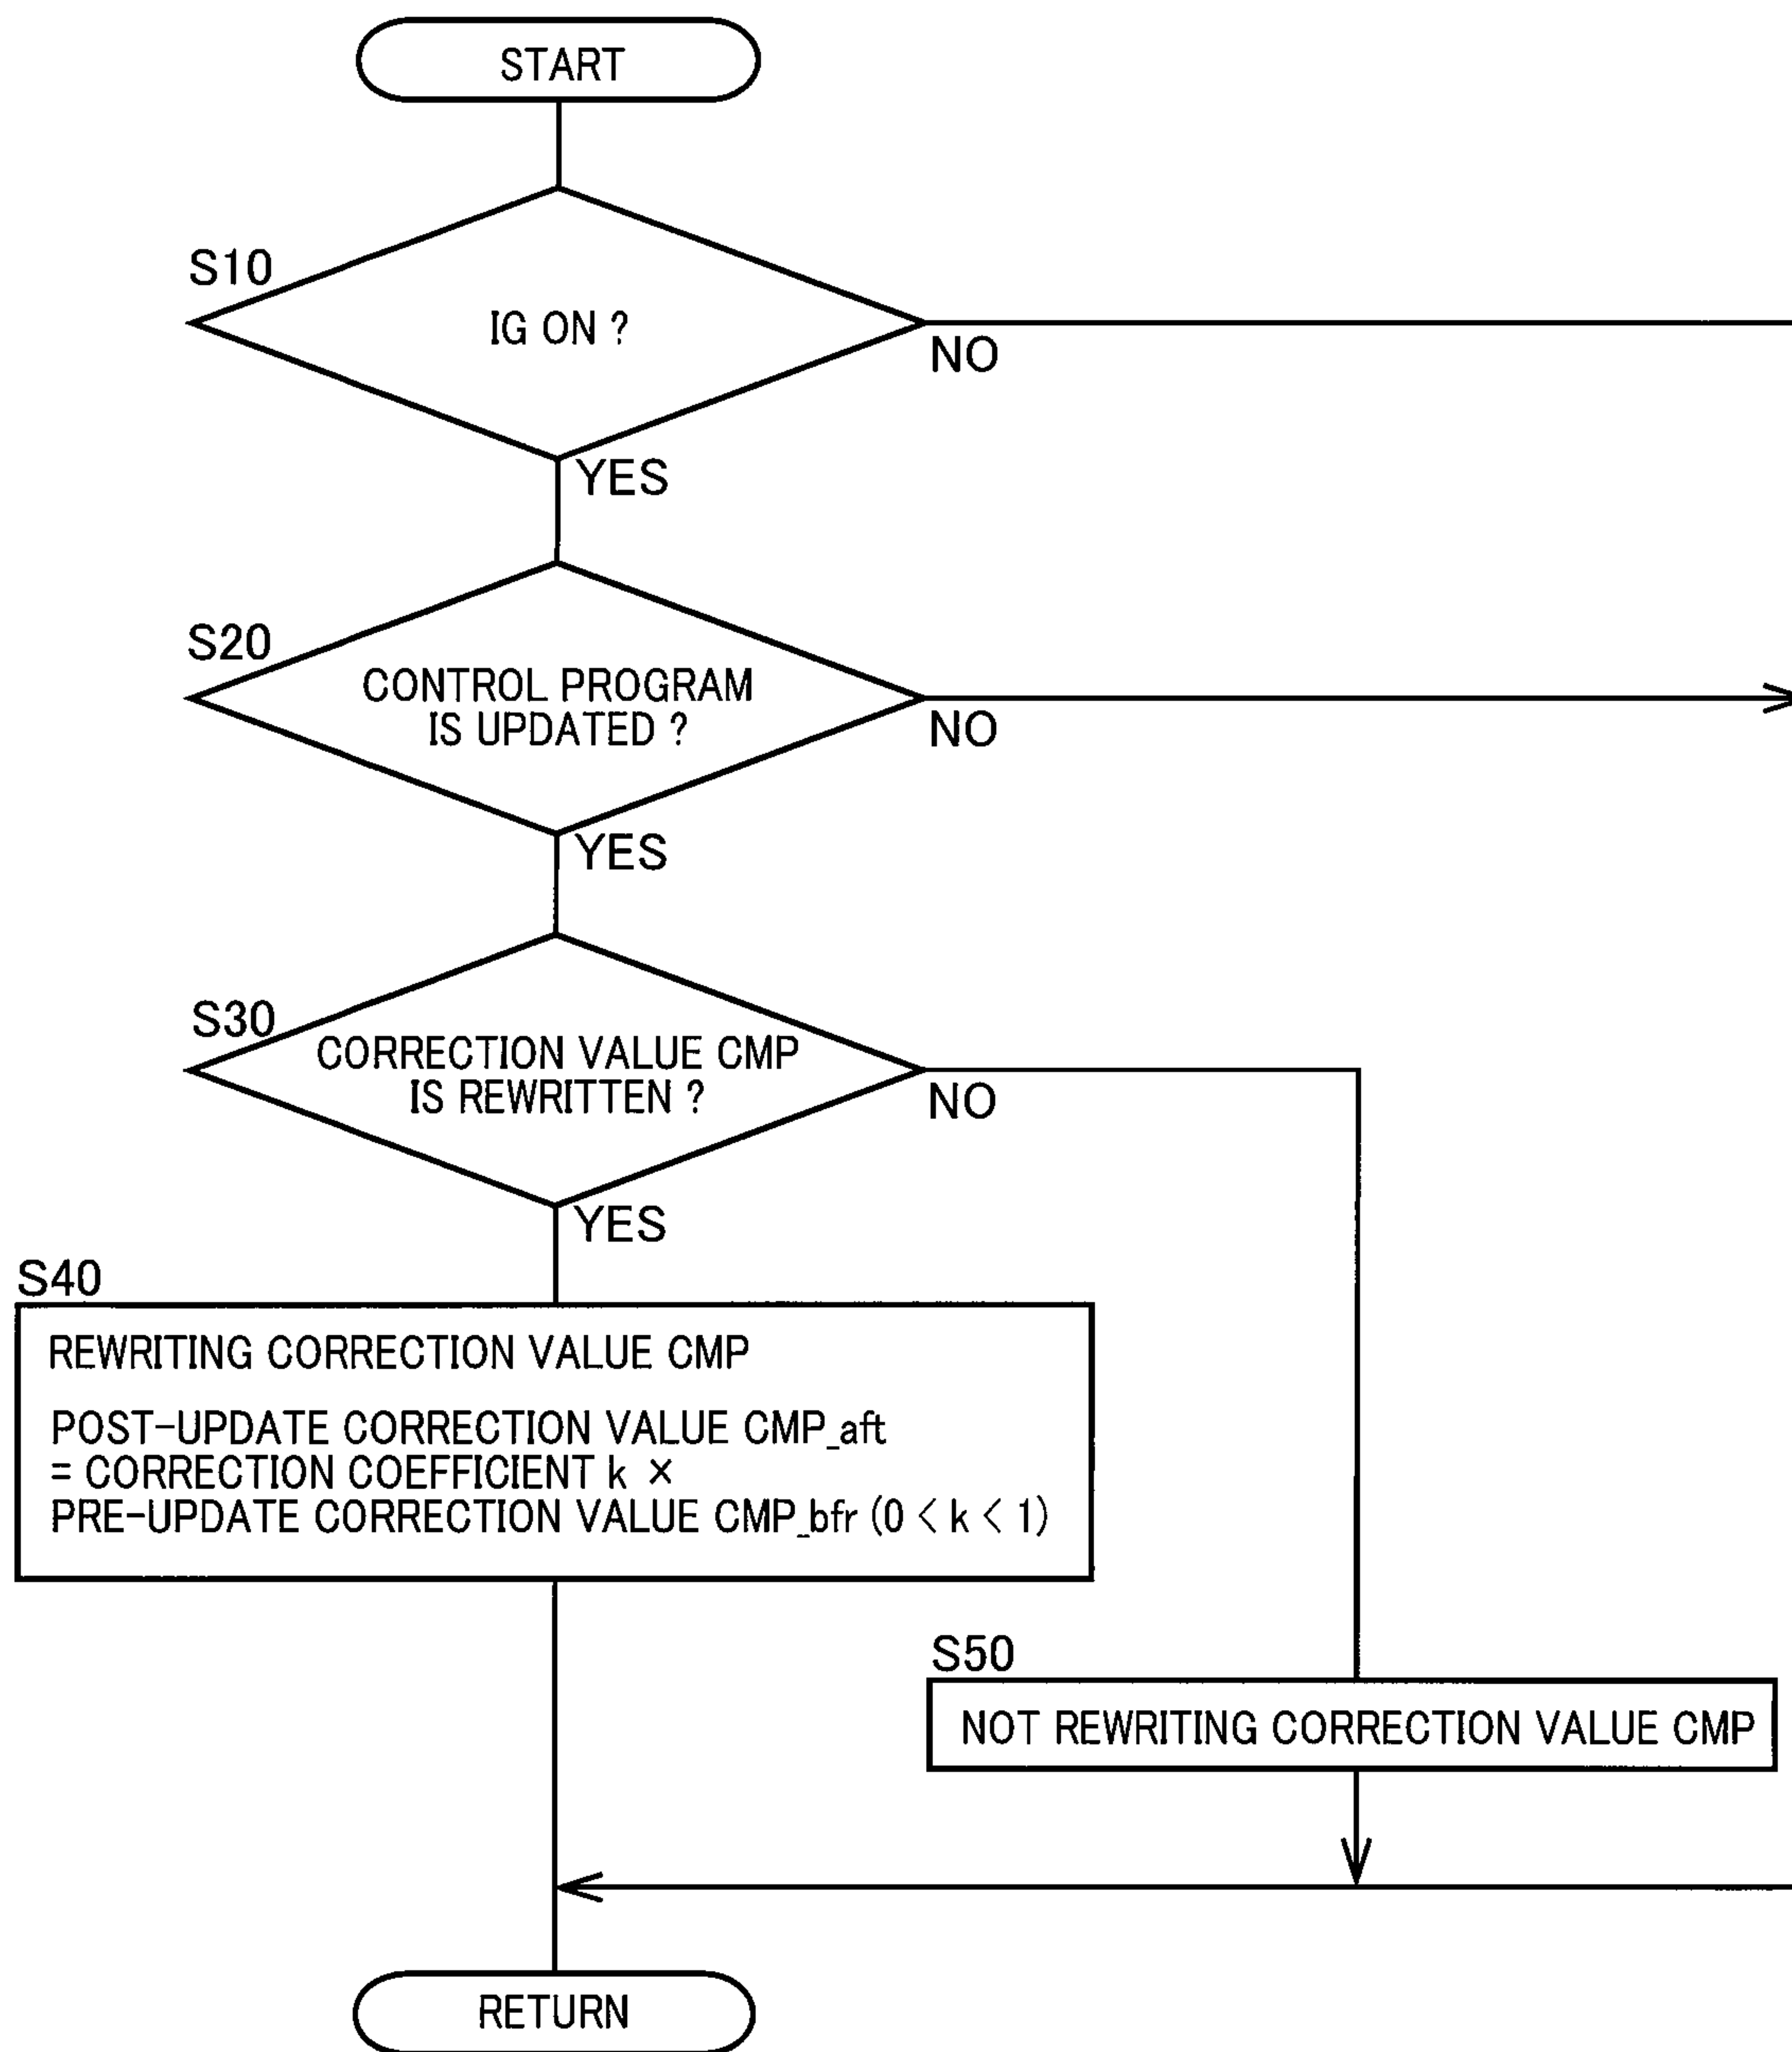 START
S10
IG ON ?
NO
YES
S20
CONTROL PROGRAM
IS UPDATED ?
NO
YES
S30
CORRECTION VALUE CMP
IS REWRITTEN ?
NO
YES
S40
REWRITING CORRECTION VALUE CMP
POST-UPDATE CORRECTION VALUE CMP_aft
= CORRECTION COEFFICIENT k ×
PRE-UPDATE CORRECTION VALUE CMP_bfr (0 < k < 1)
S50
NOT REWRITING CORRECTION VALUE CMP
RETURN